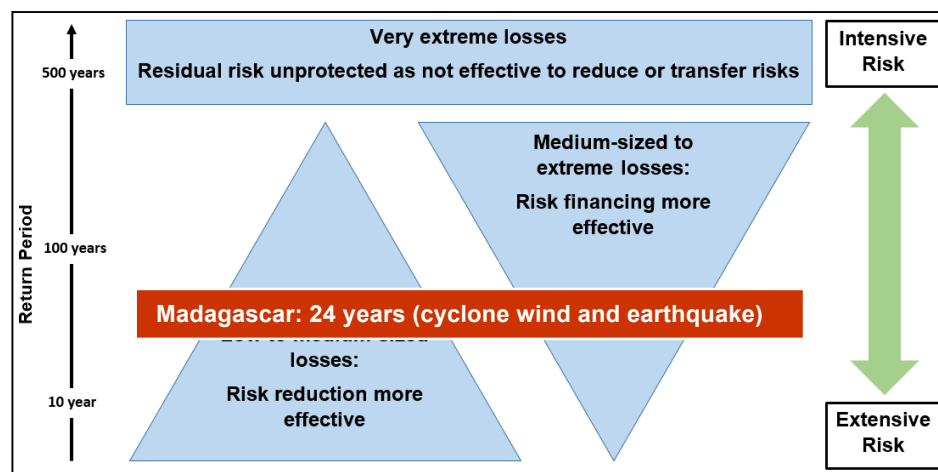 Very extreme losses
Residual risk unprotected as not effective to reduce or transfer risks
Intensive
Risk
500 years
Medium-sized to
extreme losses:
Risk financing more
effective
100 years
Return Period
Madagascar: 24 years (cyclone wind and earthquake)
losses:
Risk reduction more
effective
10 year
Extensive
Risk